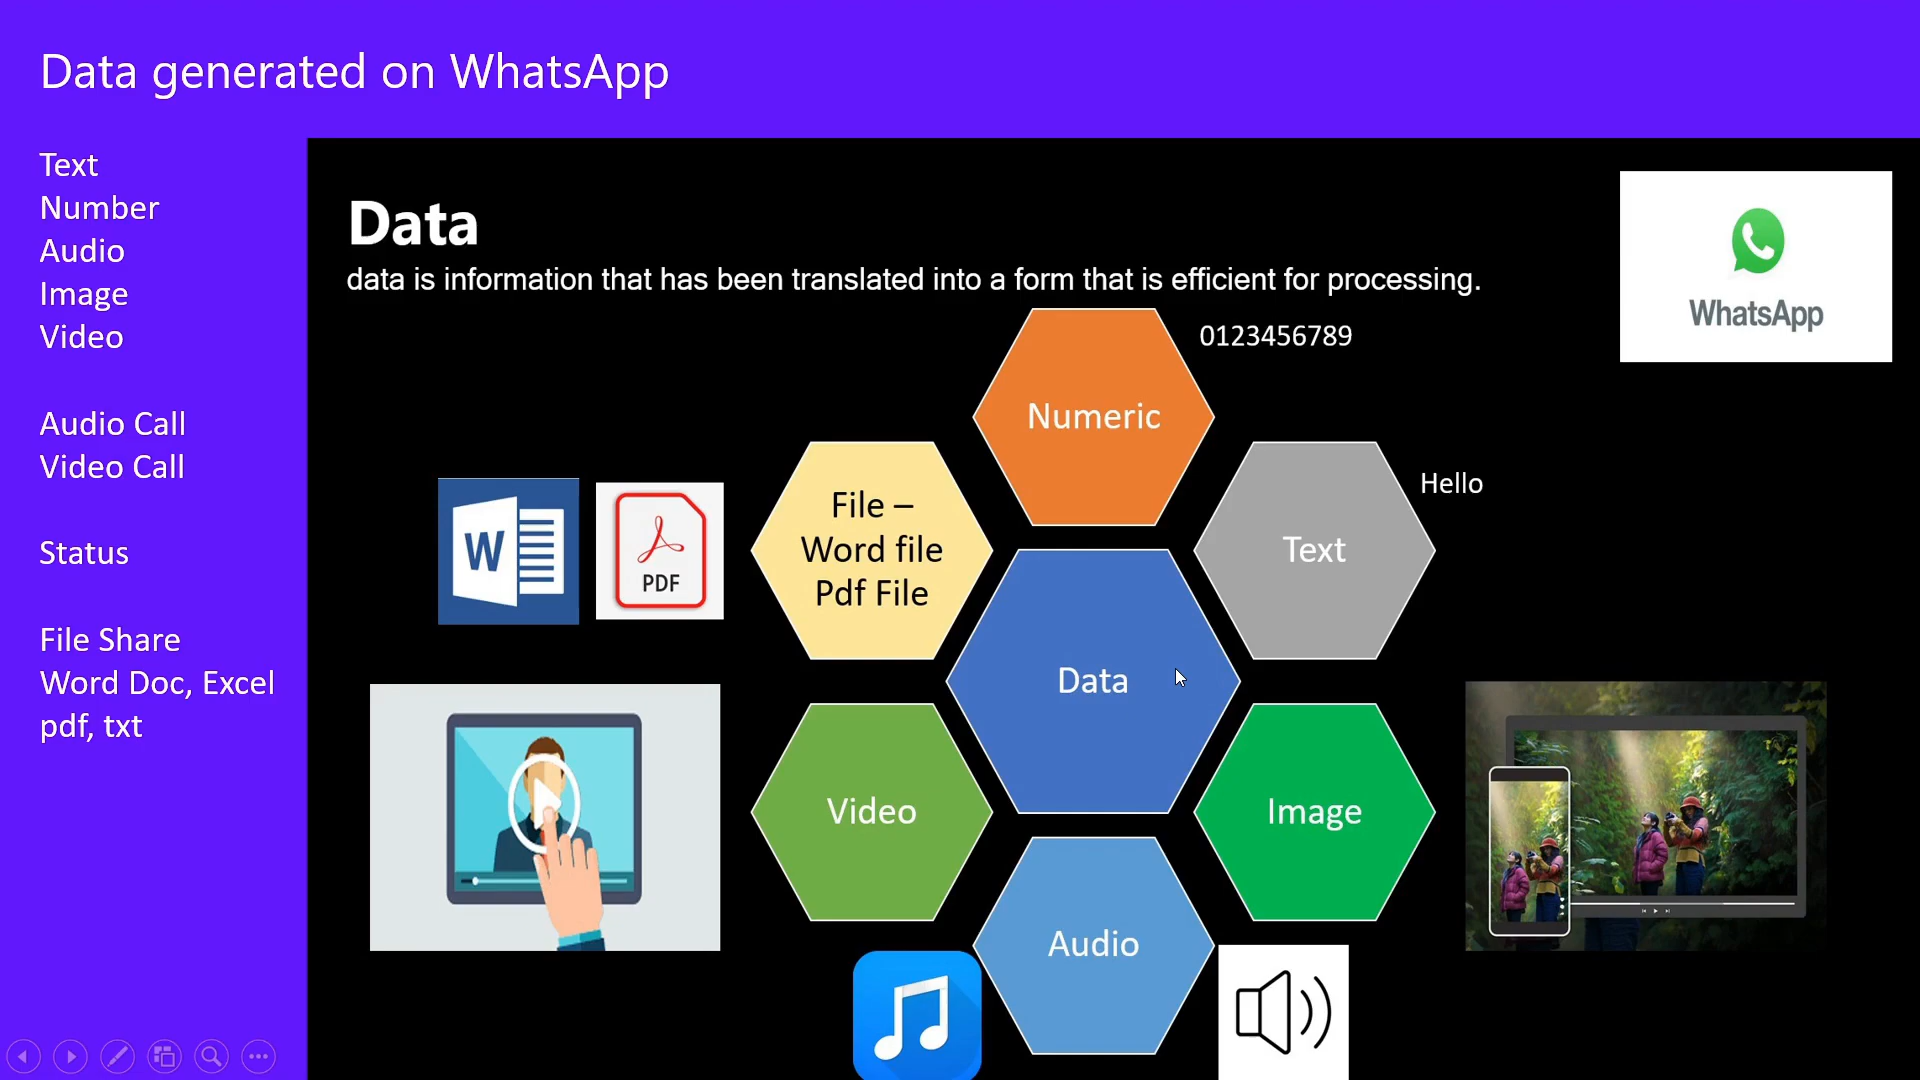 Data generated on WhatsApp
Text
Number
Audio
Image
Video
Audio Call
Video Call
Status
File Share
Word Doc, Excel
pdf, txt
Data
data is information that has been translated into a form that is efficient for processing.
WhatsApp
0123456789
Numeric
Hello
File –
Word file
Pdf File
Text
W
PDF
Data
Video
Image
Audio